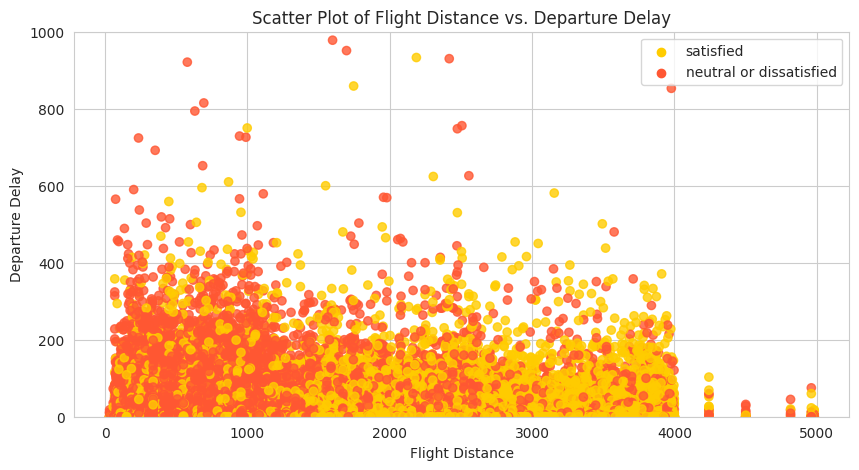 Scatter Plot of Flight Distance vs. Departure Delay
satisfied
neutral or dissatisfied
Departure Delay
1000
800
600
400
200
0
0 1000 2000 3000 4000 5000
Flight Distance